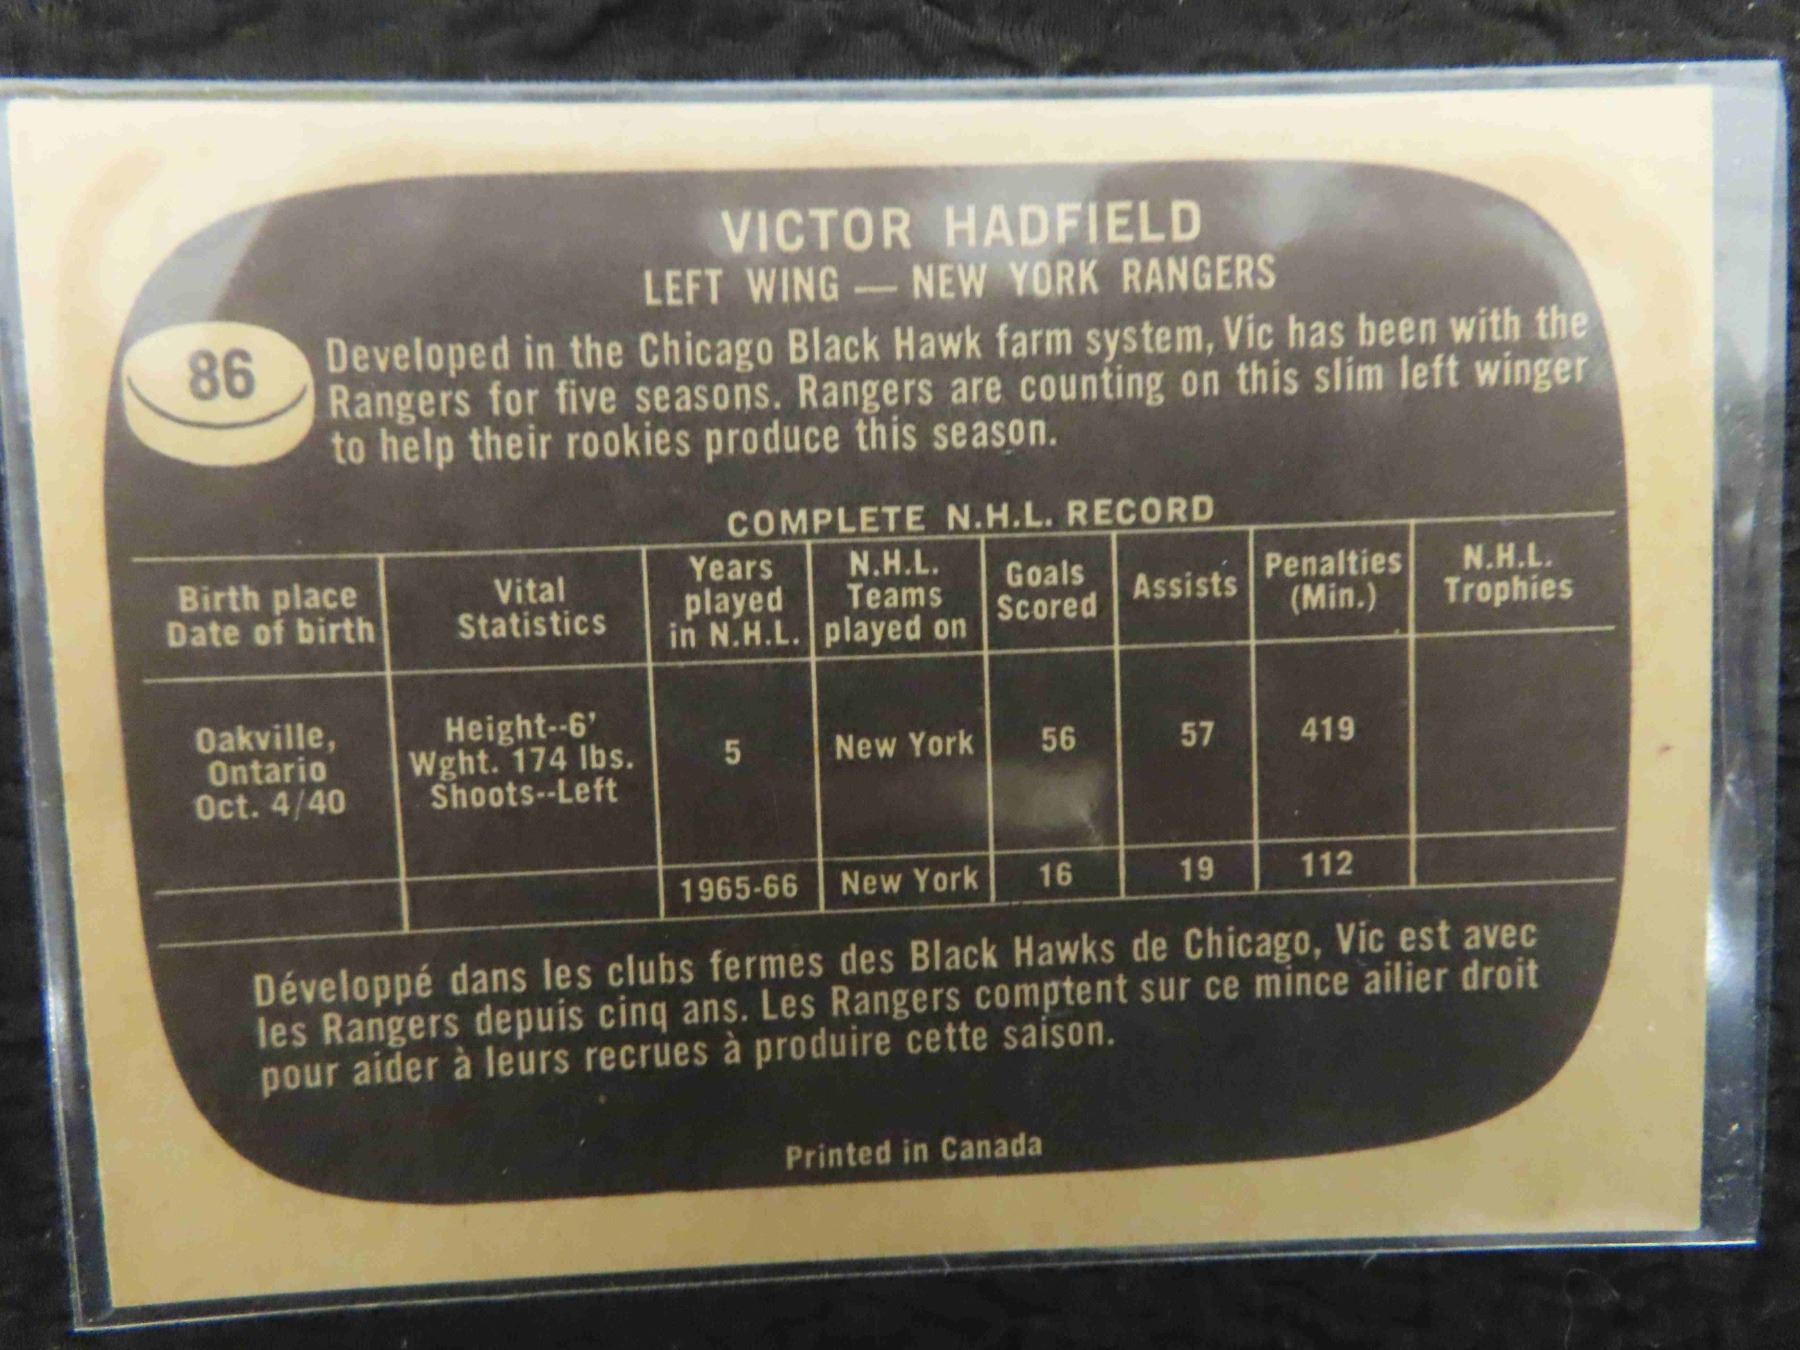 VICTOR HADFIELD
LEFT WING — NEW YORK RANGERS
86
Developed in the Chicago Black Hawk farm system, Vic has been with the
Rangers for five seasons. Rangers are counting on this slim left winger
to help their rookies produce this season.
COMPLETE N.H.L. RECORD
Birth place
Date of birth
Vital
Statistics
Years
played
in N.H.L.
N.H.L.
Teams
played on
Goals
Scored
Assists
Penalties
(Min.)
N.H.L.
Trophies
Oakville,
Ontario
Oct. 4/40
Height--6'
Wght. 174 lbs.
Shoots--Left
5
New York
56
57
419
1965-66
New York
16
19
112
Développé dans les clubs fermes des Black Hawks de Chicago, Vic est avec
les Rangers depuis cinq ans. Les Rangers comptent sur ce mince ailier droit
pour aider à leurs recrues à produire cette saison.
Printed in Canada